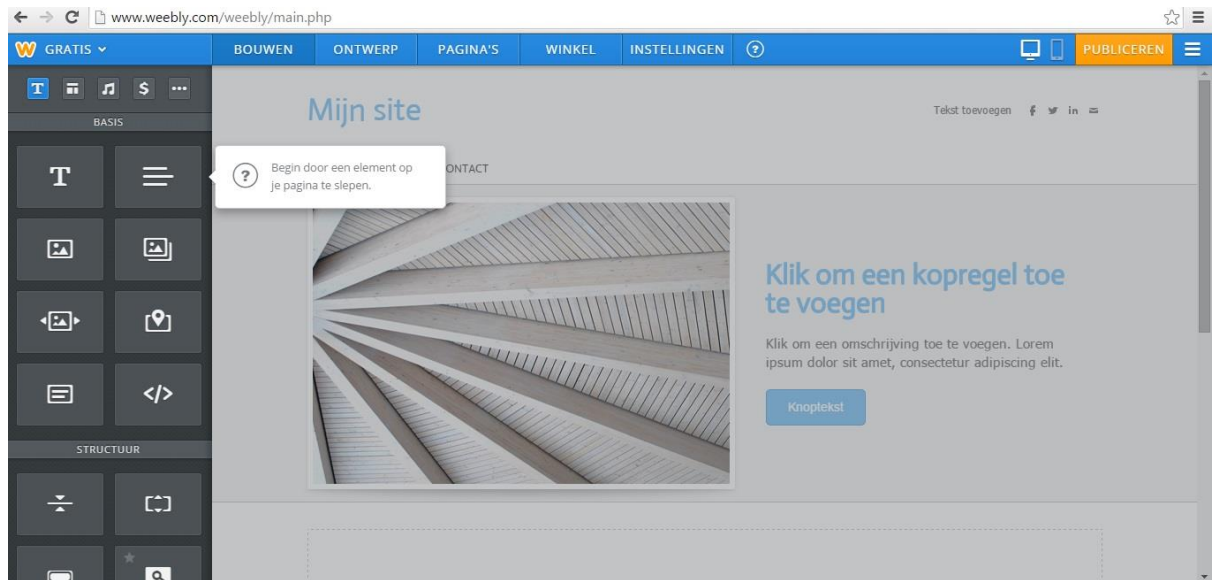 www.weebly.com/weebly/main.php
GRATIS
BOUWEN
ONTWERP
PAGINA'S
WINKEL
INSTELLINGEN
?
PUBLICEREN
T
$
BASIS
Mijn site
Tekst toevoegen
f
in
T
?
Begin door een element op
je pagina te slepen.
ONTACT
</>
Klik om een kopregel toe
te voegen
Klik om een omschrijving toe te voegen. Lorem
ipsum dolor sit amet, consectetur adipiscing elit.
Knoptekst
STRUCTUUR